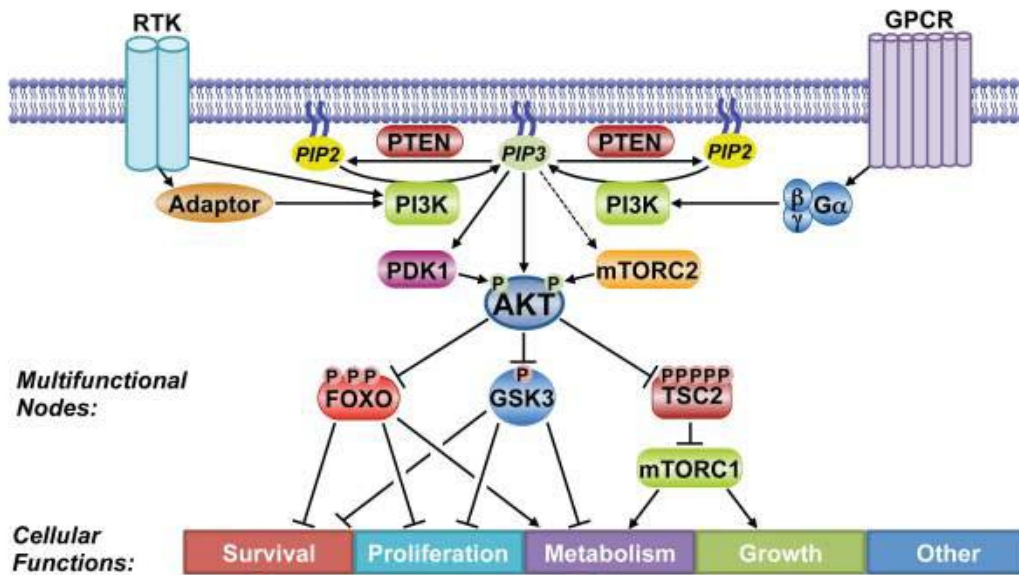 RTK
GPCR
PIP2
PTEN
PIP3
PTEN
PIP2
Adaptor
PI3K
PI3K
β
γ
Gα
PDK1
mTORC2
P
P
AKT
Multifunctional
Nodes:
P P P
FOXO
P
GSK3
PPPPP
TSC2
mTORC1
Cellular
Functions:
Survival
Proliferation
Metabolism
Growth
Other